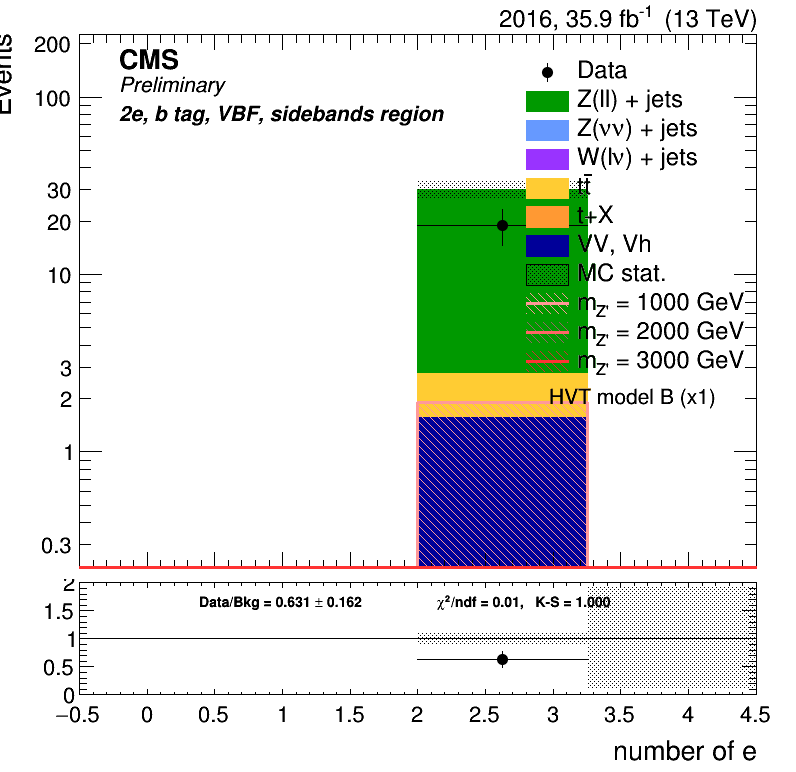 2016, 35.9 fb-1 (13 TeV)
Events
CMS
Preliminary
2e, b tag, VBF, sidebands region
Data
Z(ll) + jets
Z(νν) + jets
W(lν) + jets
tt̄
t+X
VV, Vh
MC stat.
mZ' = 1000 GeV
mZ' = 2000 GeV
mZ' = 3000 GeV
HVT model B (x1)
200
100
30
20
10
3
2
1
0.3
Data/Bkg = 0.631 ± 0.162
χ²/ndf = 0.01, K-S = 1.000
2
1.5
1
0.5
0
−0.5 0 0.5 1 1.5 2 2.5 3 3.5 4 4.5
number of e